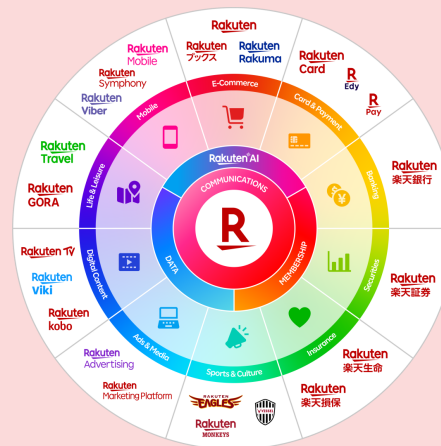 Rakuten
Rakuten
ブックス
Rakuten
Rakuma
Rakuten
Card
R
Edy
R
Pay
Rakuten
楽天銀行
Rakuten
楽天証券
Rakuten
楽天生命
Rakuten
楽天損保
RAKUTEN
EAGLES
VISSEL
Rakuten
MONKEYS
Rakuten
Marketing Platform
Rakuten
Advertising
Rakuten
kobo
Rakuten
Viki
Rakuten TV
Rakuten
GORA
Rakuten
Travel
Rakuten
Viber
Rakuten
Symphony
Rakuten
Mobile
E-Commerce
Card & Payment
Banking
Securities
Insurance
Sports & Culture
Ads & Media
Digital Content
Life & Leisure
Mobile
Rakuten AI
COMMUNICATIONS
MEMBERSHIP
DATA
R